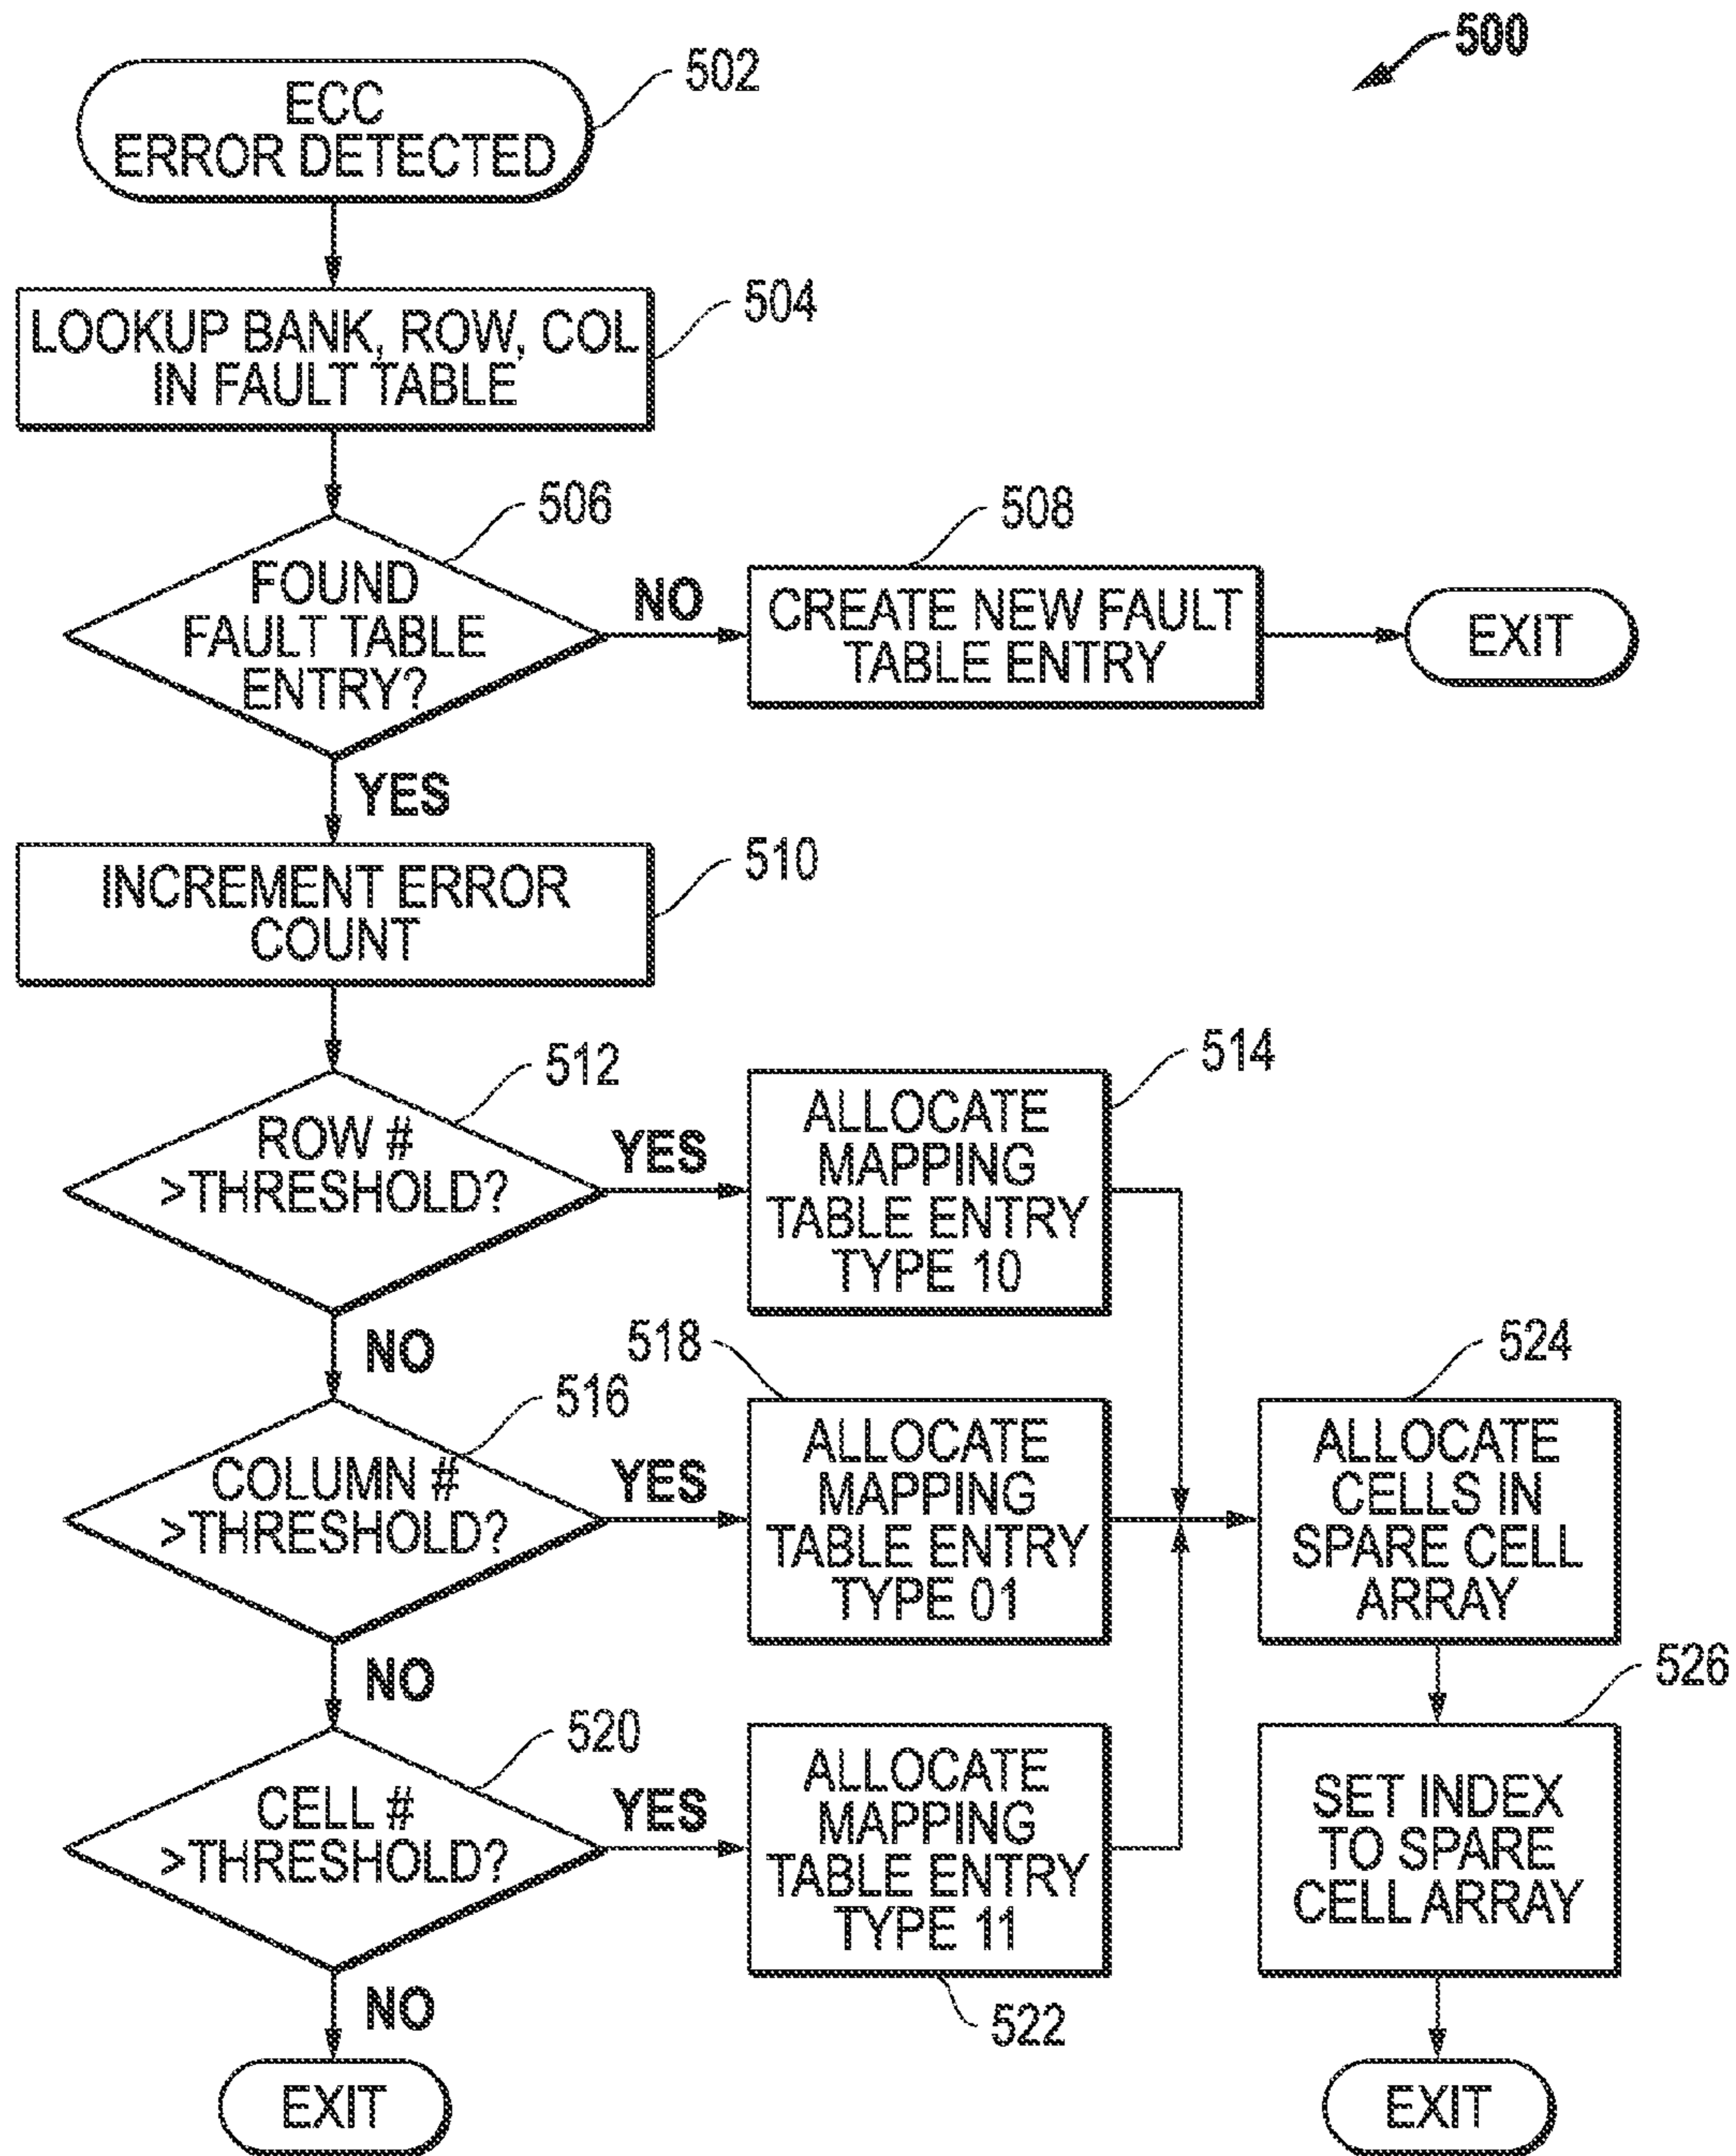 500
502
ECC
ERROR DETECTED
504
LOOKUP BANK, ROW, COL
IN FAULT TABLE
506
FOUND
FAULT TABLE
ENTRY?
NO
508
CREATE NEW FAULT
TABLE ENTRY
EXIT
YES
510
INCREMENT ERROR
COUNT
512
ROW #
>THRESHOLD?
YES
514
ALLOCATE
MAPPING
TABLE ENTRY
TYPE 10
NO
516
COLUMN #
>THRESHOLD?
YES
518
ALLOCATE
MAPPING
TABLE ENTRY
TYPE 01
524
ALLOCATE
CELLS IN
SPARE CELL
ARRAY
NO
520
CELL #
>THRESHOLD?
YES
ALLOCATE
MAPPING
TABLE ENTRY
TYPE 11
522
526
SET INDEX
TO SPARE
CELL ARRAY
NO
EXIT
EXIT